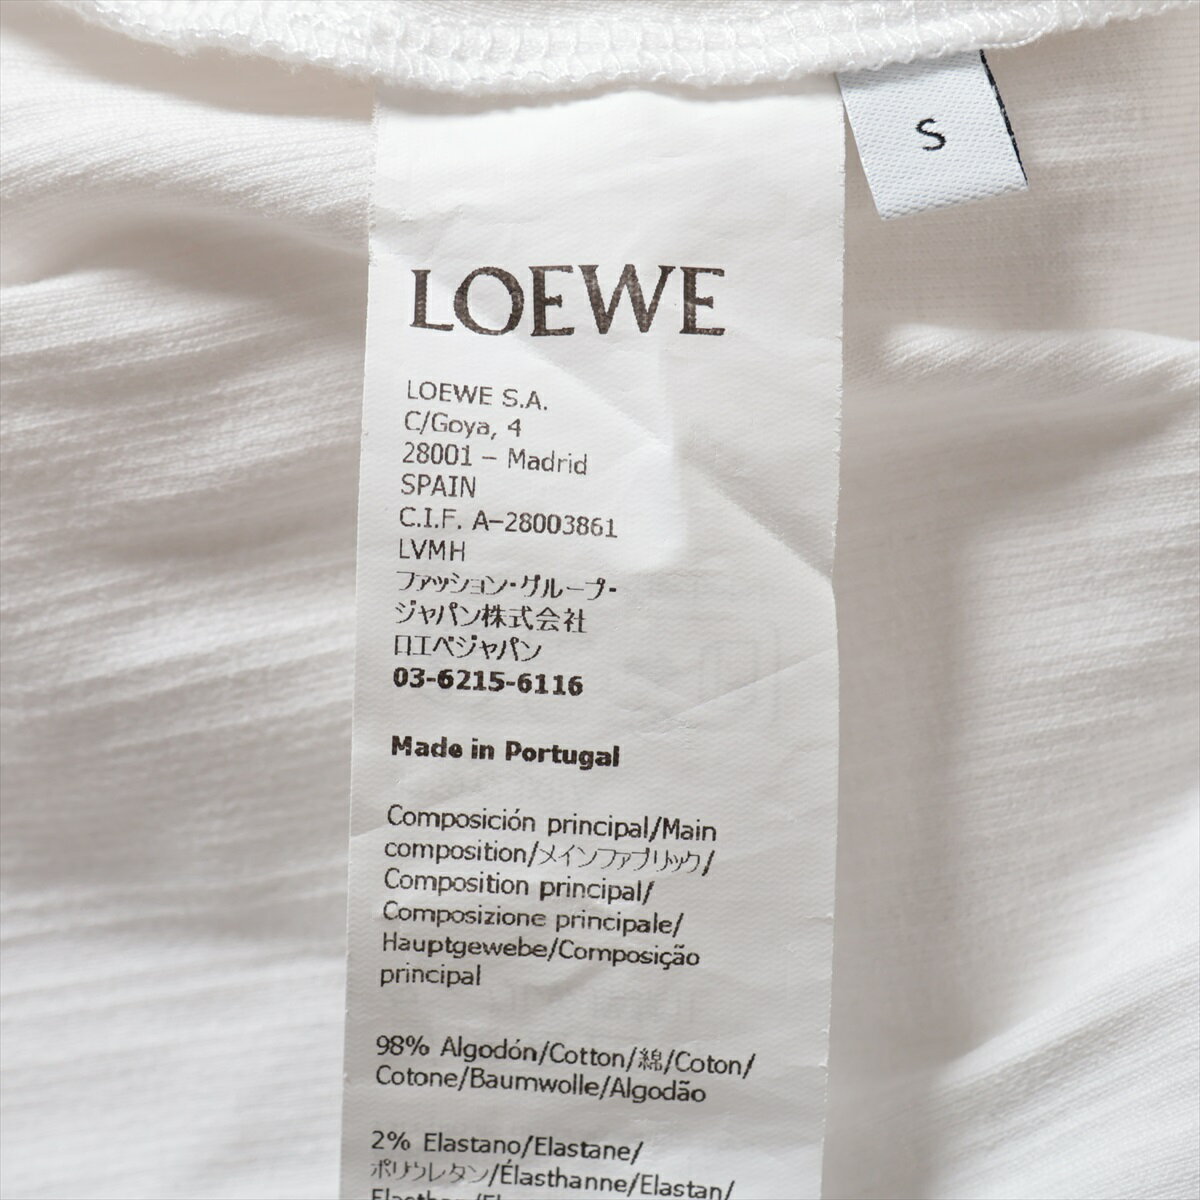 S
LOEWE
LOEWE S.A.
C/Goya, 4
28001 – Madrid
SPAIN
C.I.F. A–28003861
LVMH
ファッション・グループ・
ジャパン株式会社
ロエベジャパン
03-6215-6116
Made in Portugal
Composición principal/Main
composition/メインファブリック/
Composition principal/
Composizione principale/
Hauptgewebe/Composição
principal
98% Algodón/Cotton/綿/Coton/
Cotone/Baumwolle/Algodão
2% Elastano/Elastane/
ポリウレタン/Élasthanne/Elastan/